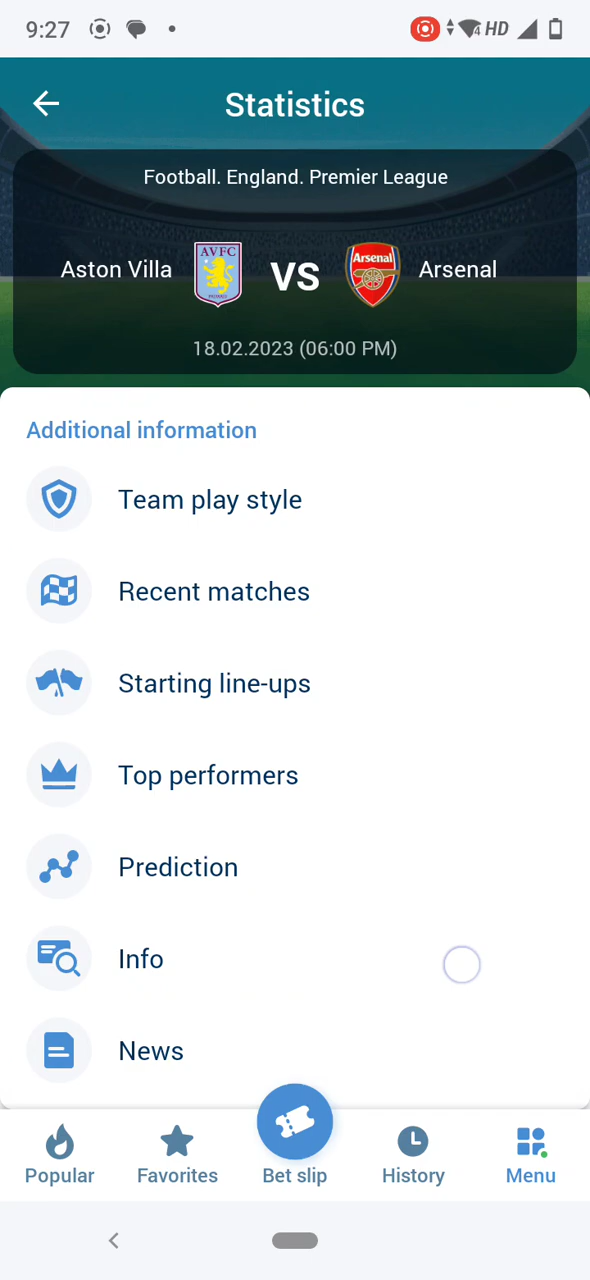 9:27
4 HD
Statistics
Football. England. Premier League
Aston Villa
AVFC
VS
Arsenal
Arsenal
18.02.2023 (06:00 PM)
Additional information
Team play style
Recent matches
Starting line-ups
Top performers
Prediction
Info
News
Popular
Favorites
Bet slip
History
Menu